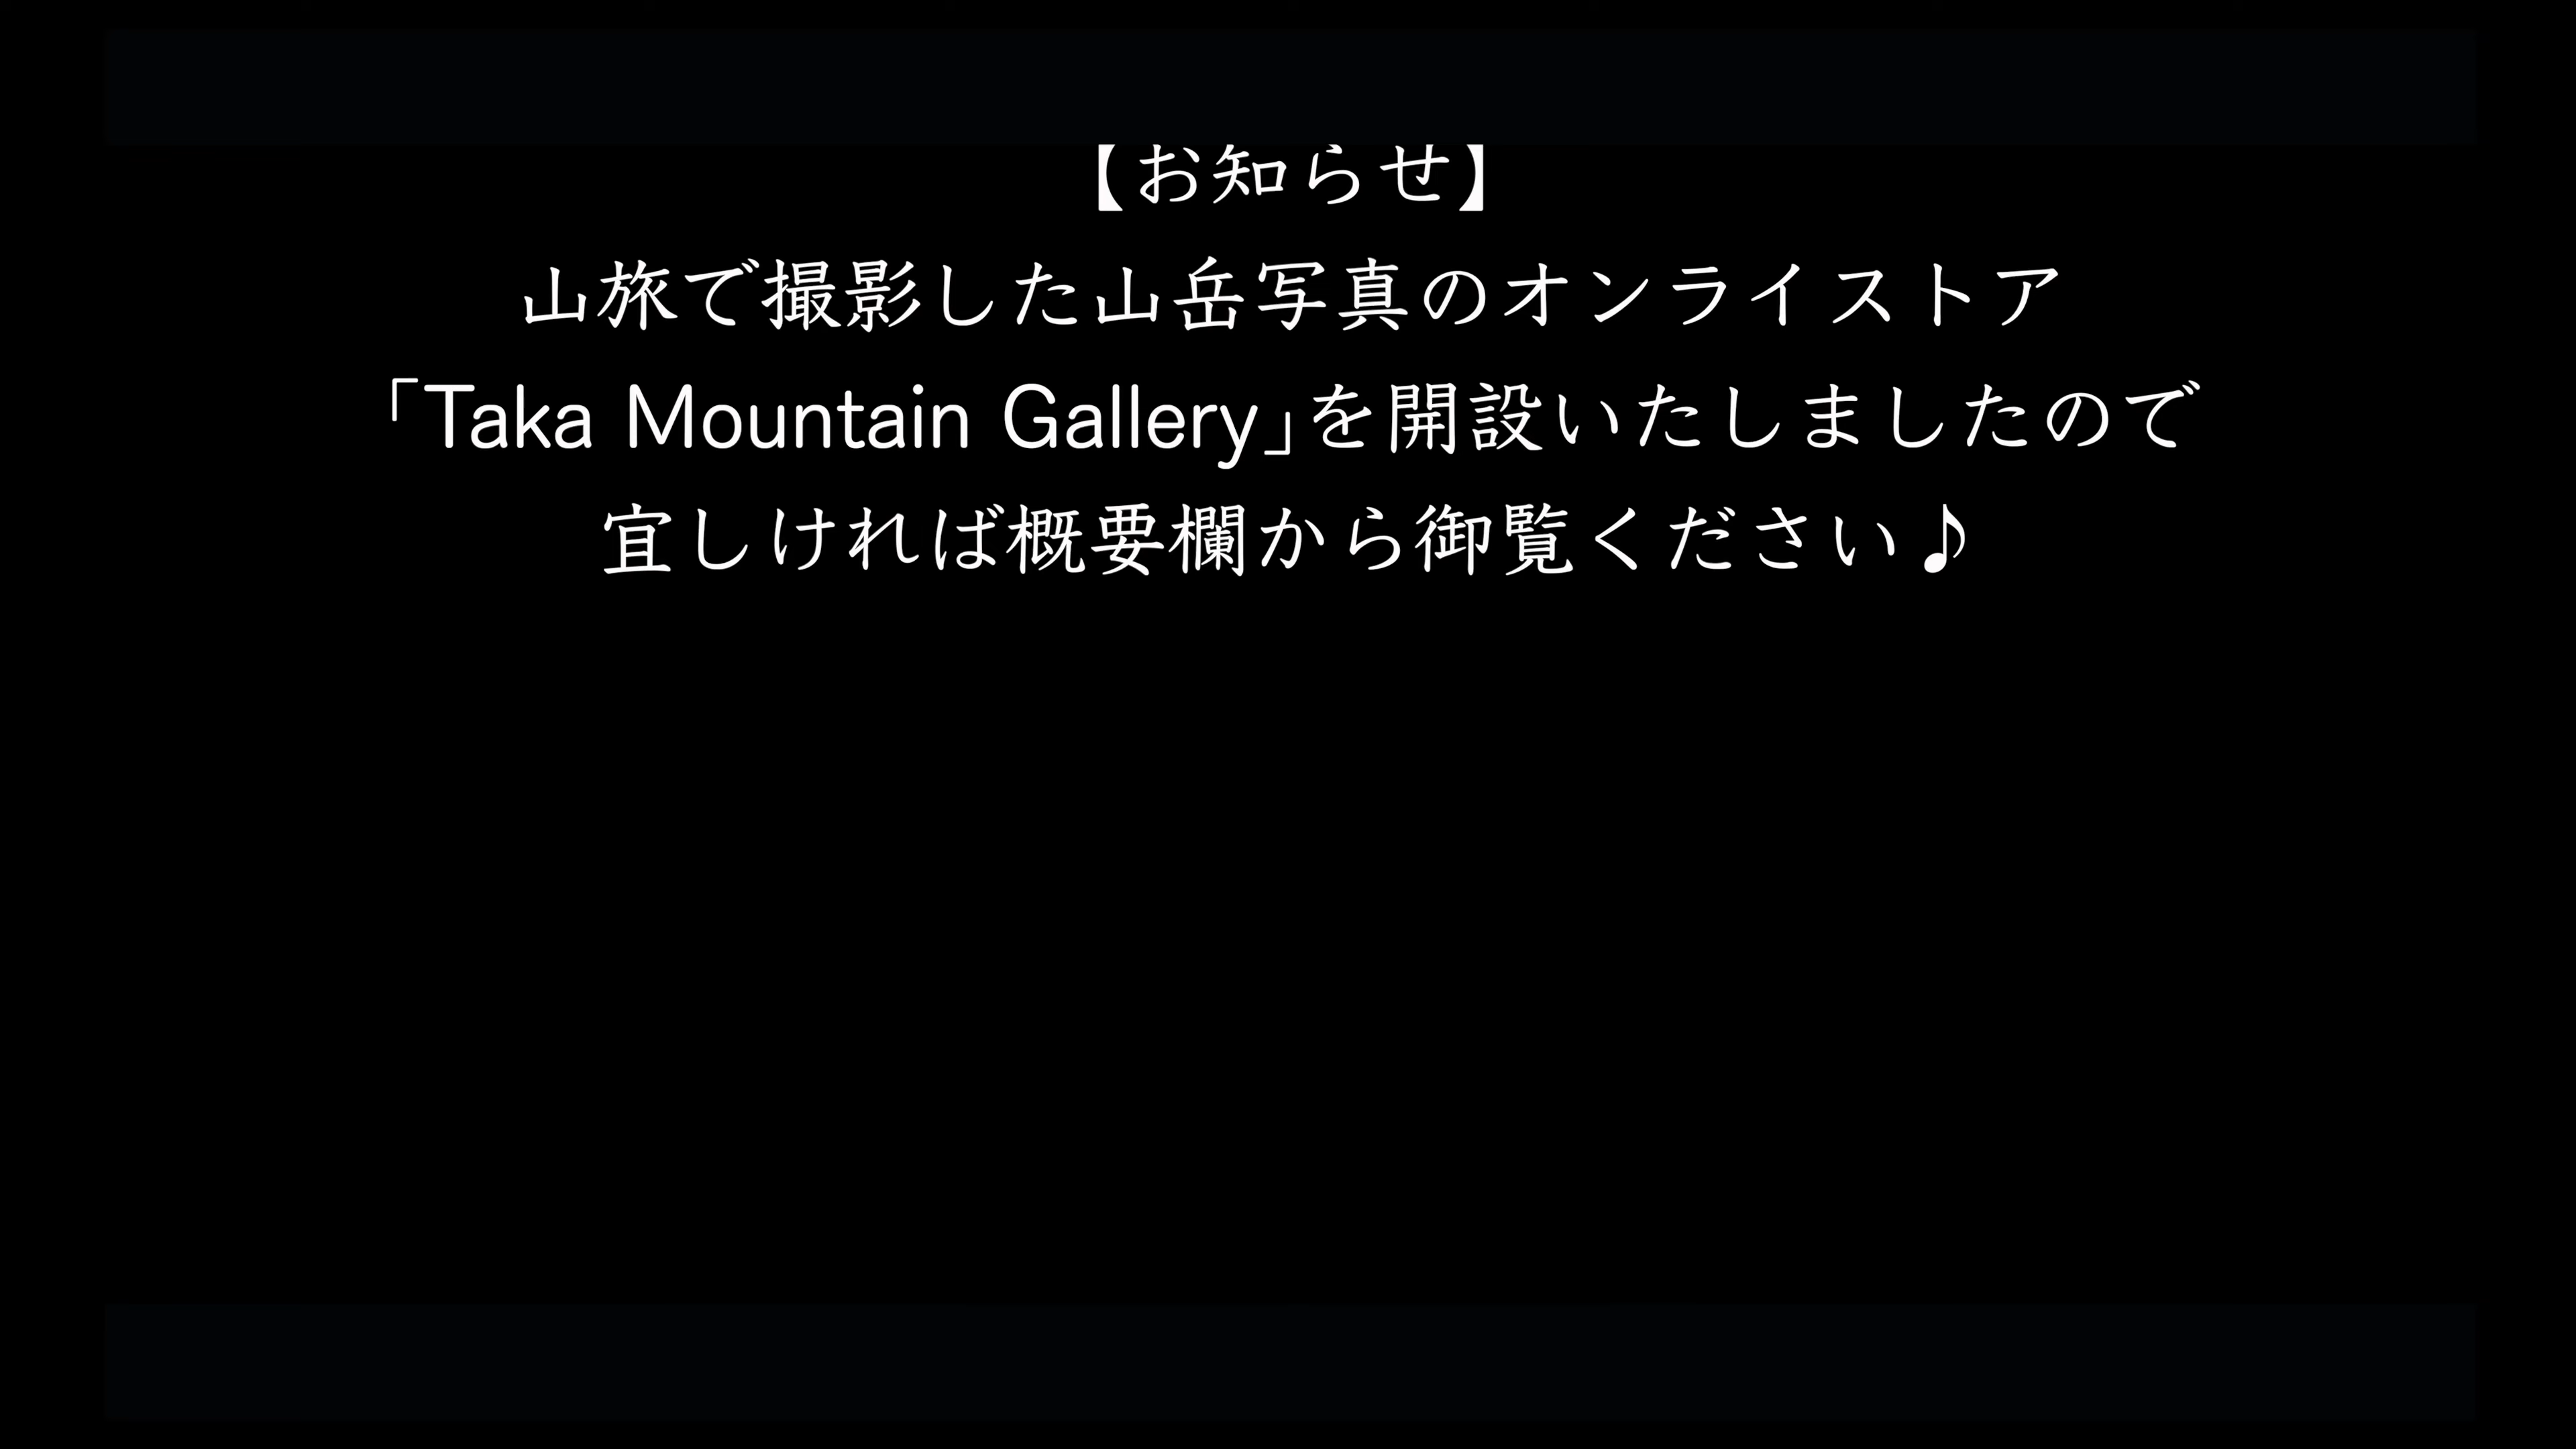 【お知らせ】
山旅で撮影した山岳写真のオンライストア
「Taka Mountain Gallery」を開設いたしましたので
宜しければ概要欄から御覧ください♪